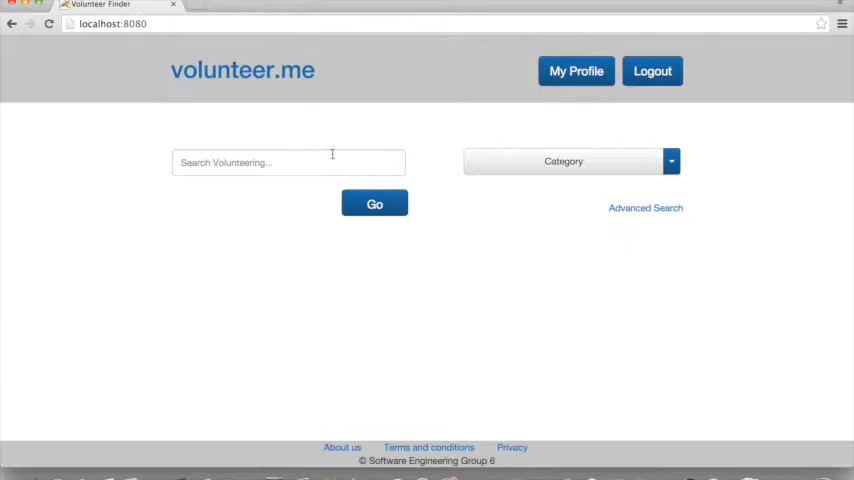 Volunteer Finder
localhost:8080
volunteer.me
My Profile
Logout
Search Volunteering...
Category
Go
Advanced Search
About us
Terms and conditions
Privacy
© Software Engineering Group 6